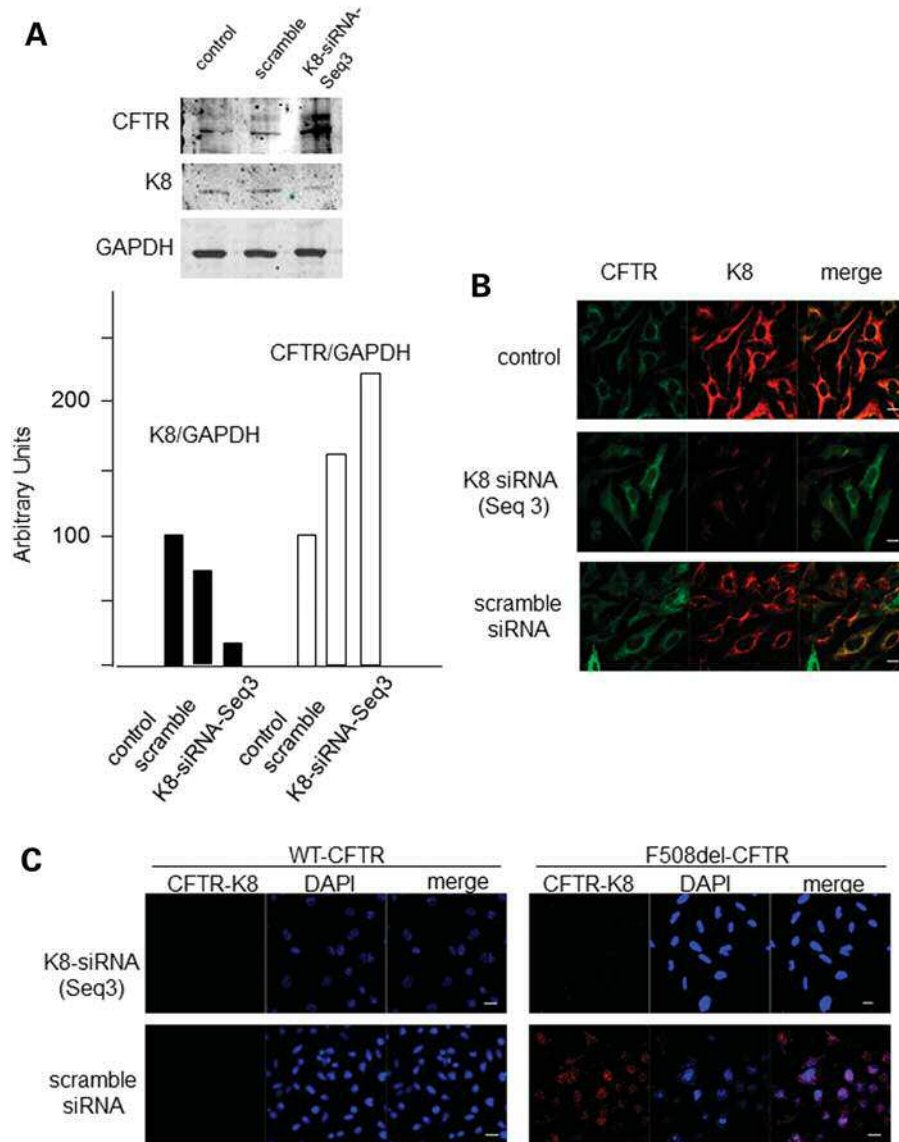 A
control
scramble
K8-siRNA-
Seq3
CFTR
K8
GAPDH
200
100
Arbitrary Units
K8/GAPDH
CFTR/GAPDH
control
scramble
K8-siRNA-Seq3
control
scramble
K8-siRNA-Seq3
B
CFTR K8 merge
control
K8 siRNA
(Seq 3)
scramble
siRNA
C
WT-CFTR F508del-CFTR
CFTR-K8 DAPI merge CFTR-K8 DAPI merge
K8-siRNA
(Seq3)
scramble
siRNA